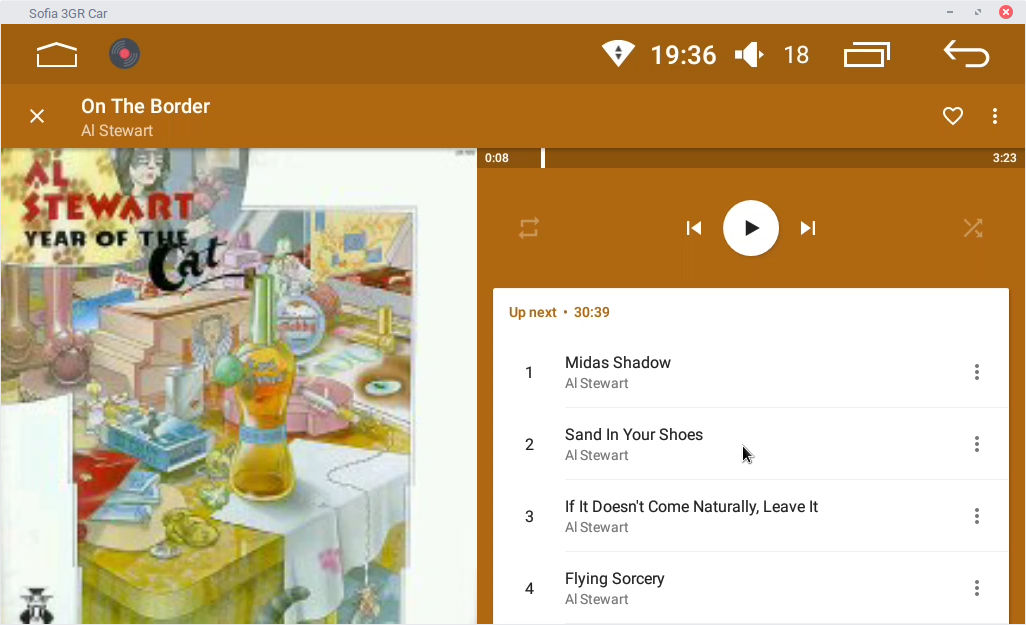 Sofia 3GR Car
19:36
18
On The Border
Al Stewart
AL
STEWART
YEAR OF THE
Cat
0:08
3:23
Up next • 30:39
1
Midas Shadow
Al Stewart
2
Sand In Your Shoes
Al Stewart
3
If It Doesn't Come Naturally, Leave It
Al Stewart
4
Flying Sorcery
Al Stewart